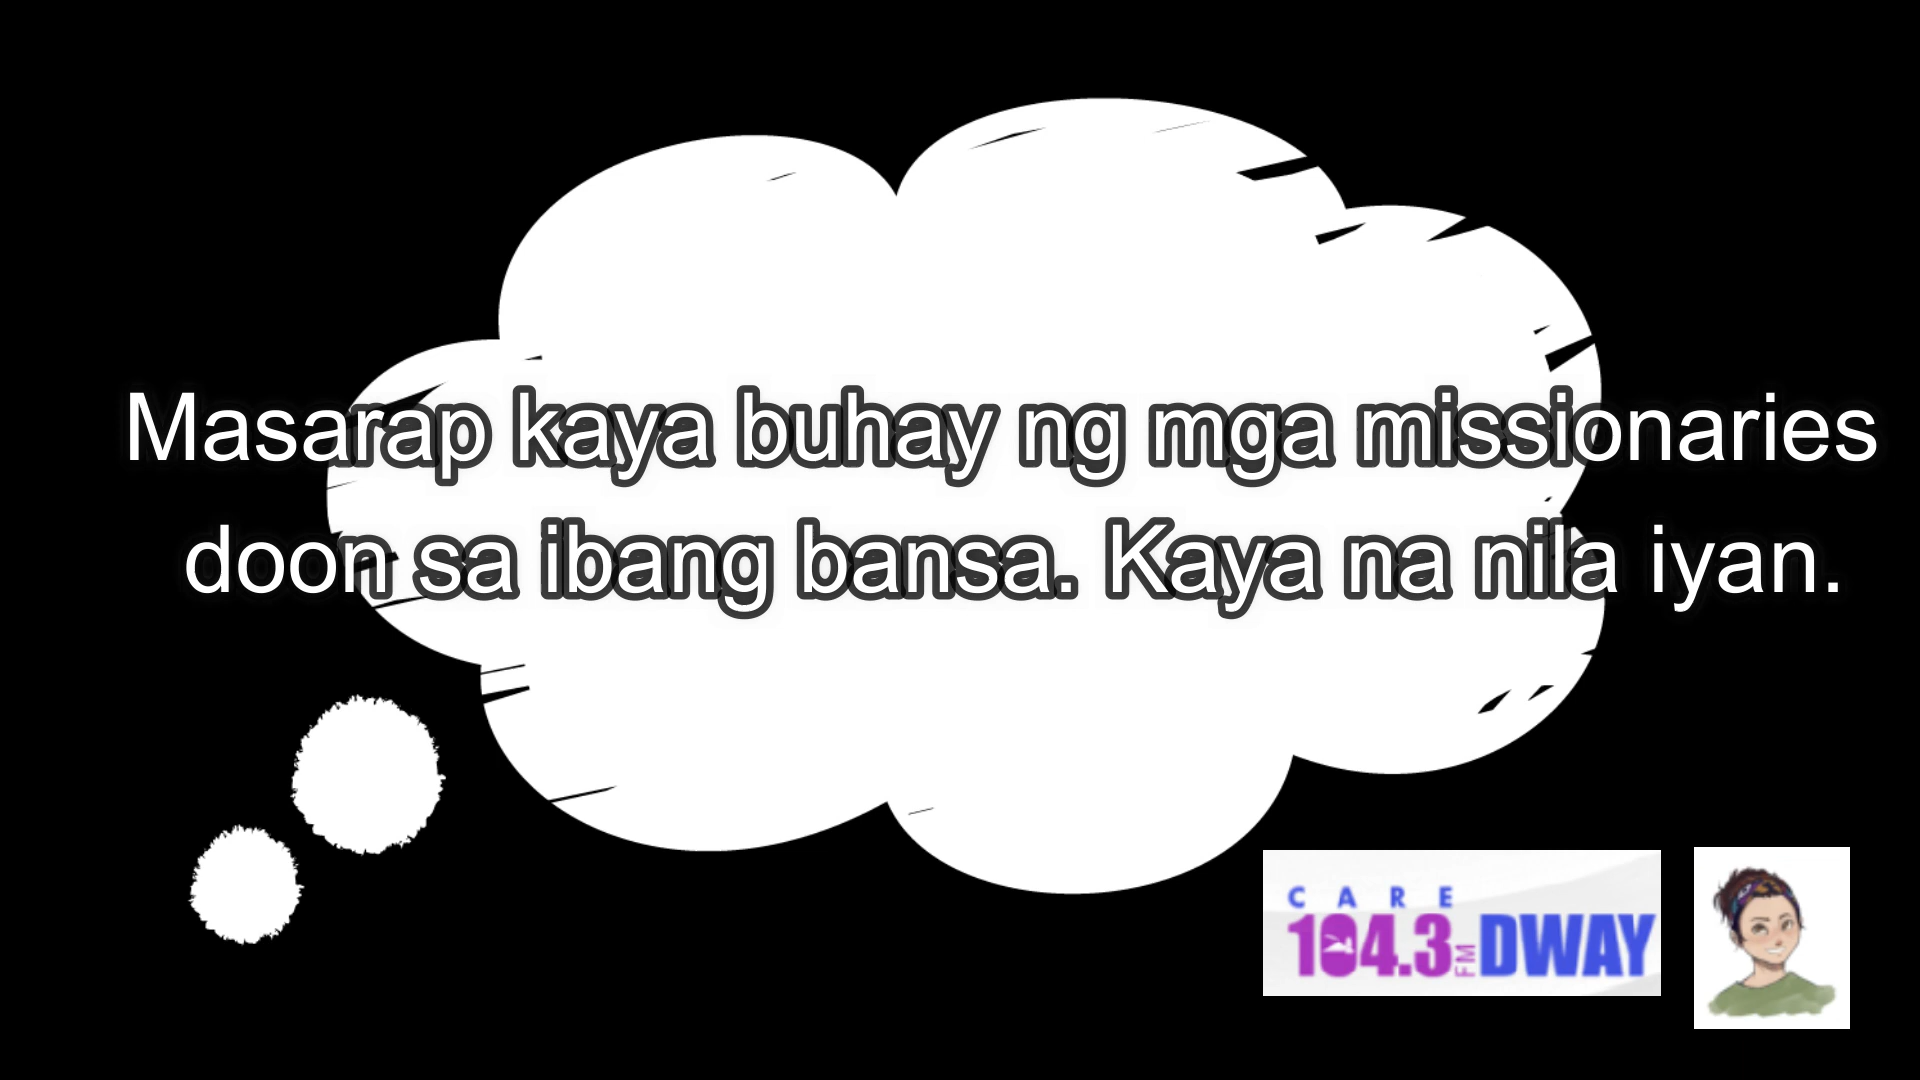 Masarap kaya buhay ng mga missionaries
doon sa ibang bansa. Kaya na nila iyan.
CARE
104.3 FM DWAY